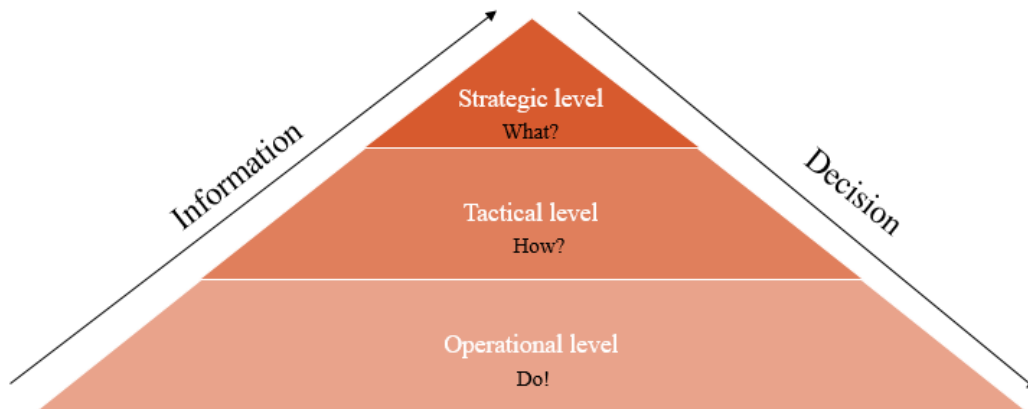 Strategic level
What?
Information
Decision
Tactical level
How?
Operational level
Do!